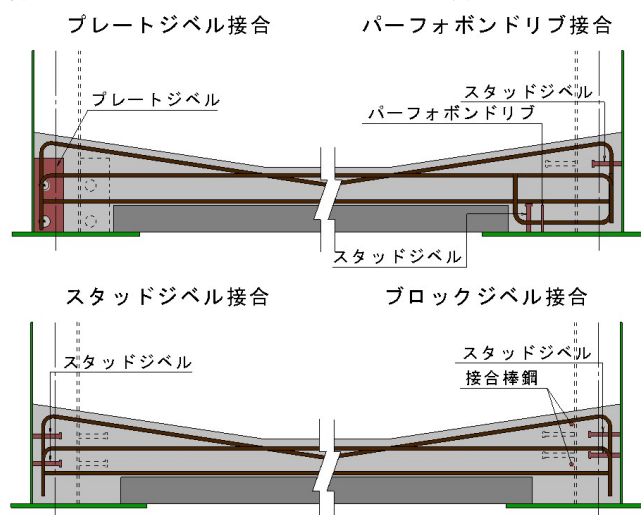 プレートジベル接合
パーフォボンドリブ接合
スタッドジベル
プレートジベル
パーフォボンドリブ
スタッドジベル
スタッドジベル接合
ブロックジベル接合
スタッドジベル
スタッドジベル
接合棒鋼